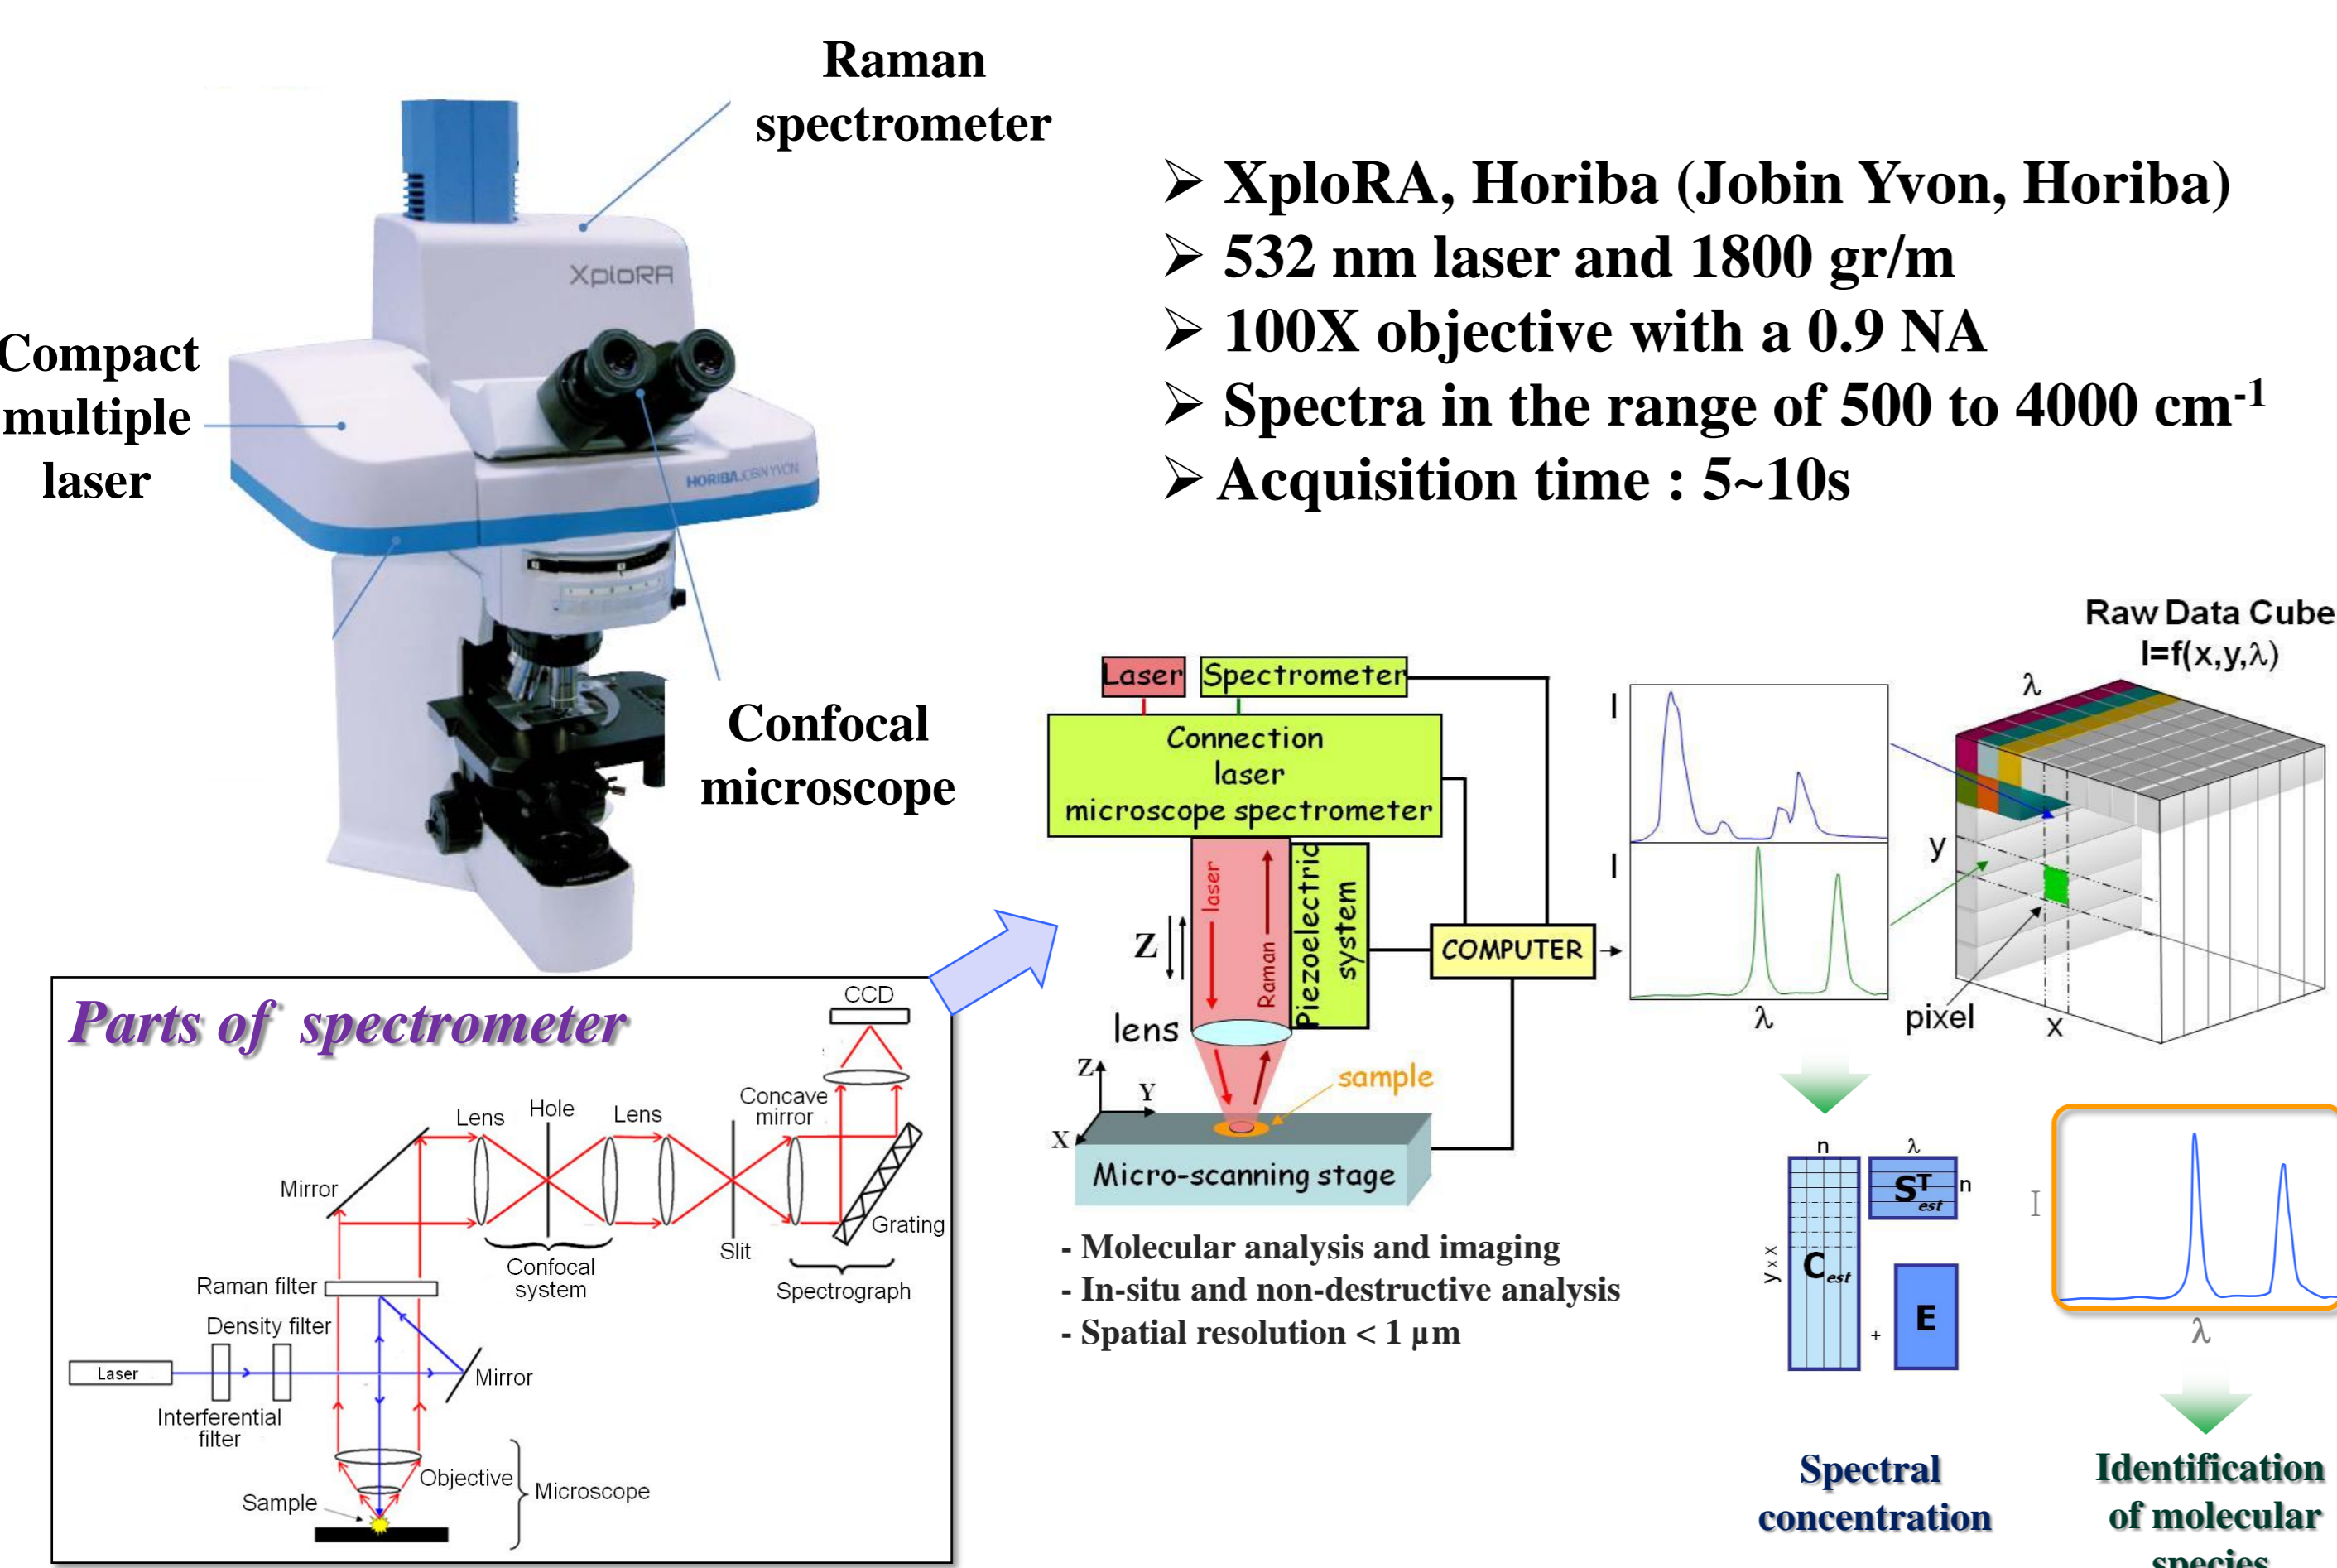 Raman
spectrometer
XploRA
Compact
multiple
laser
HORIBA JOBIN YVON
Confocal
microscope
➢ XploRA, Horiba (Jobin Yvon, Horiba)
➢ 532 nm laser and 1800 gr/m
➢ 100X objective with a 0.9 NA
➢ Spectra in the range of 500 to 4000 cm-1
➢ Acquisition time : 5~10s
Parts of spectrometer
CCD
Concave
mirror
Lens
Hole
Lens
Mirror
Grating
Slit
Confocal
system
Spectrograph
Raman filter
Density filter
Laser
Mirror
Interferential
filter
Objective
Microscope
Sample
Laser
Spectrometer
Connection
laser
microscope spectrometer
laser
Raman
Piezoelectric
system
Z
lens
COMPUTER
Z
Y
X
sample
Micro-scanning stage
- Molecular analysis and imaging
- In-situ and non-destructive analysis
- Spatial resolution < 1 µm
Raw Data Cube
I=f(x,y,λ)
λ
I
I
λ
y
pixel
x
n
λ
STest
n
y x x
Cest
+
E
I
λ
Spectral
concentration
Identification
of molecular
species